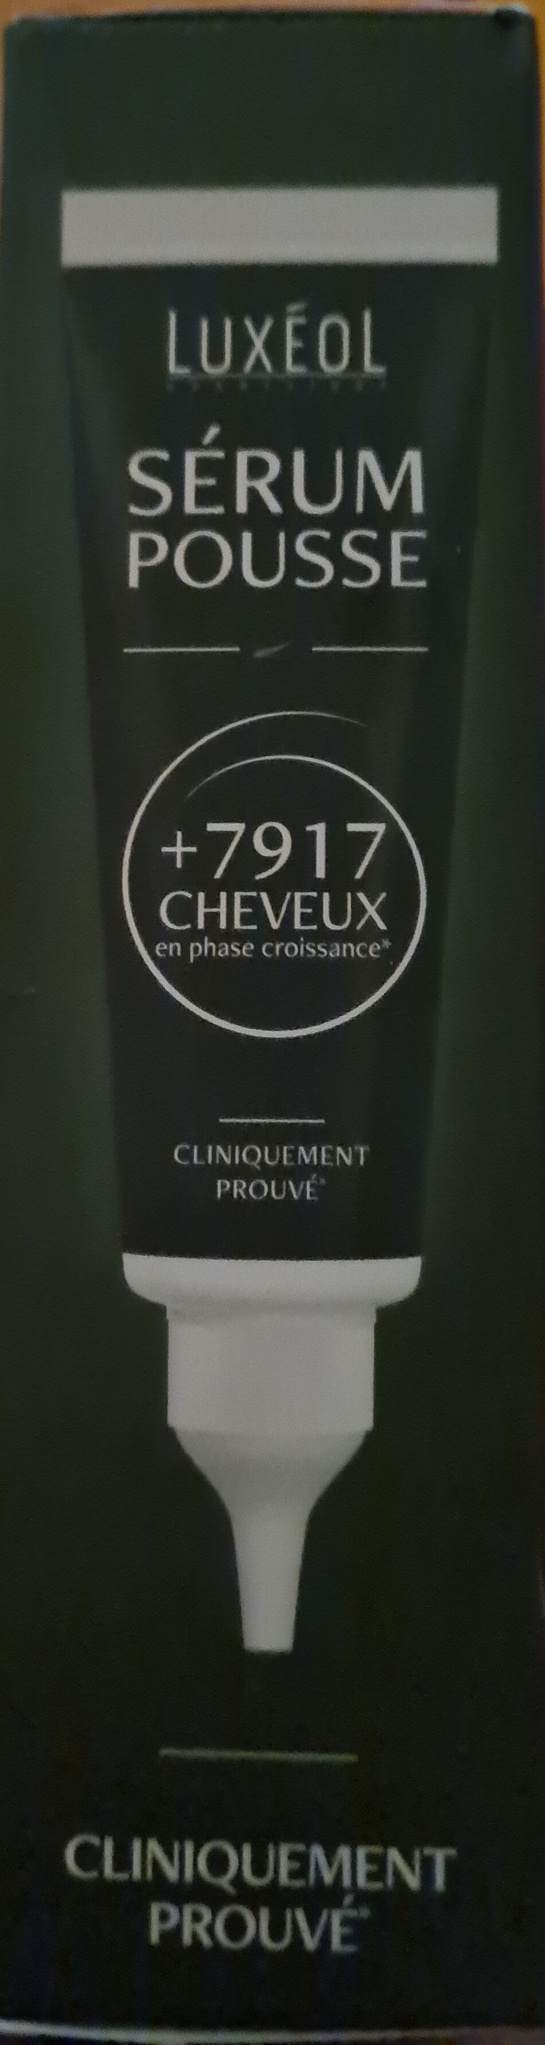 LUXÉOL
SÉRUM
POUSSE
+7917
CHEVEUX
en phase croissance*
CLINIQUEMENT
PROUVÉ*
CLINIQUEMENT
PROUVÉ*